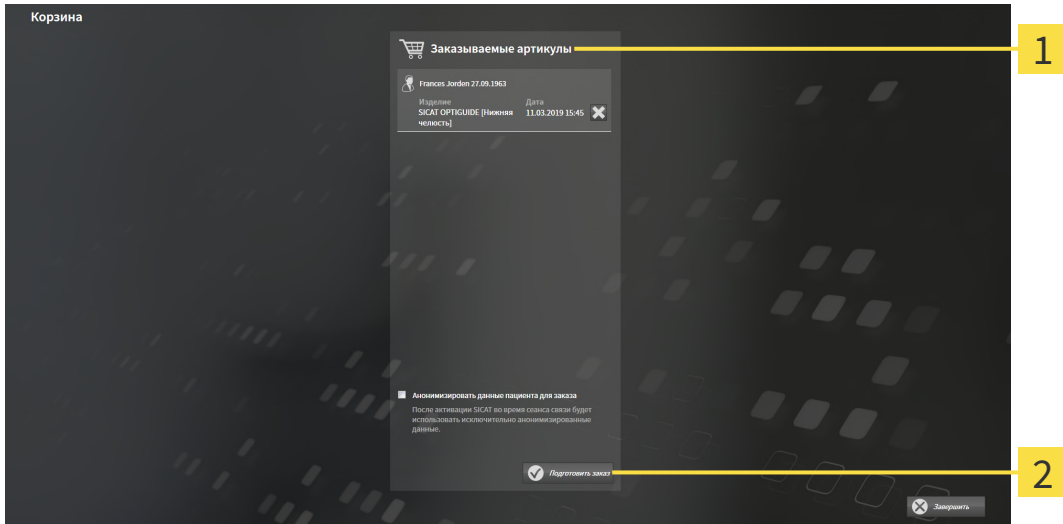 Корзина
Заказываемые артикулы
1
Frances Jorden 27.09.1963
Изделие Дата
SICAT OPTIGUIDE [Нижняя 11.03.2019 15:45
челюсть]
Анонимизировать данные пациента для заказа
После активации SICAT во время сеанса связи будет
использовать исключительно анонимизированные
данные.
Подготовить заказ
2
Завершить